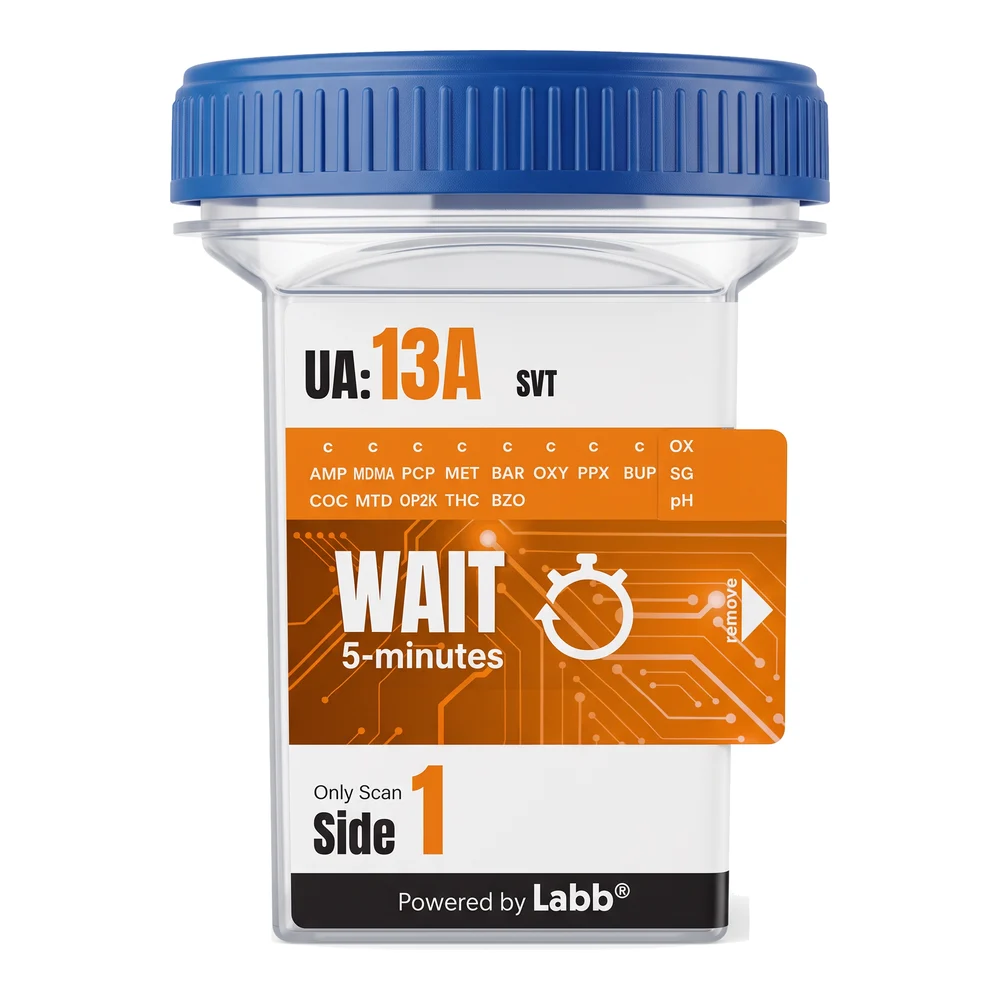 UA:13A SVT
C C C C C C C C OX
AMP MDMA PCP MET BAR OXY PPX BUP SG
COC MTD OP2K THC BZO pH
WAIT
5-minutes
remove
Only Scan
Side 1
Powered by Labb®